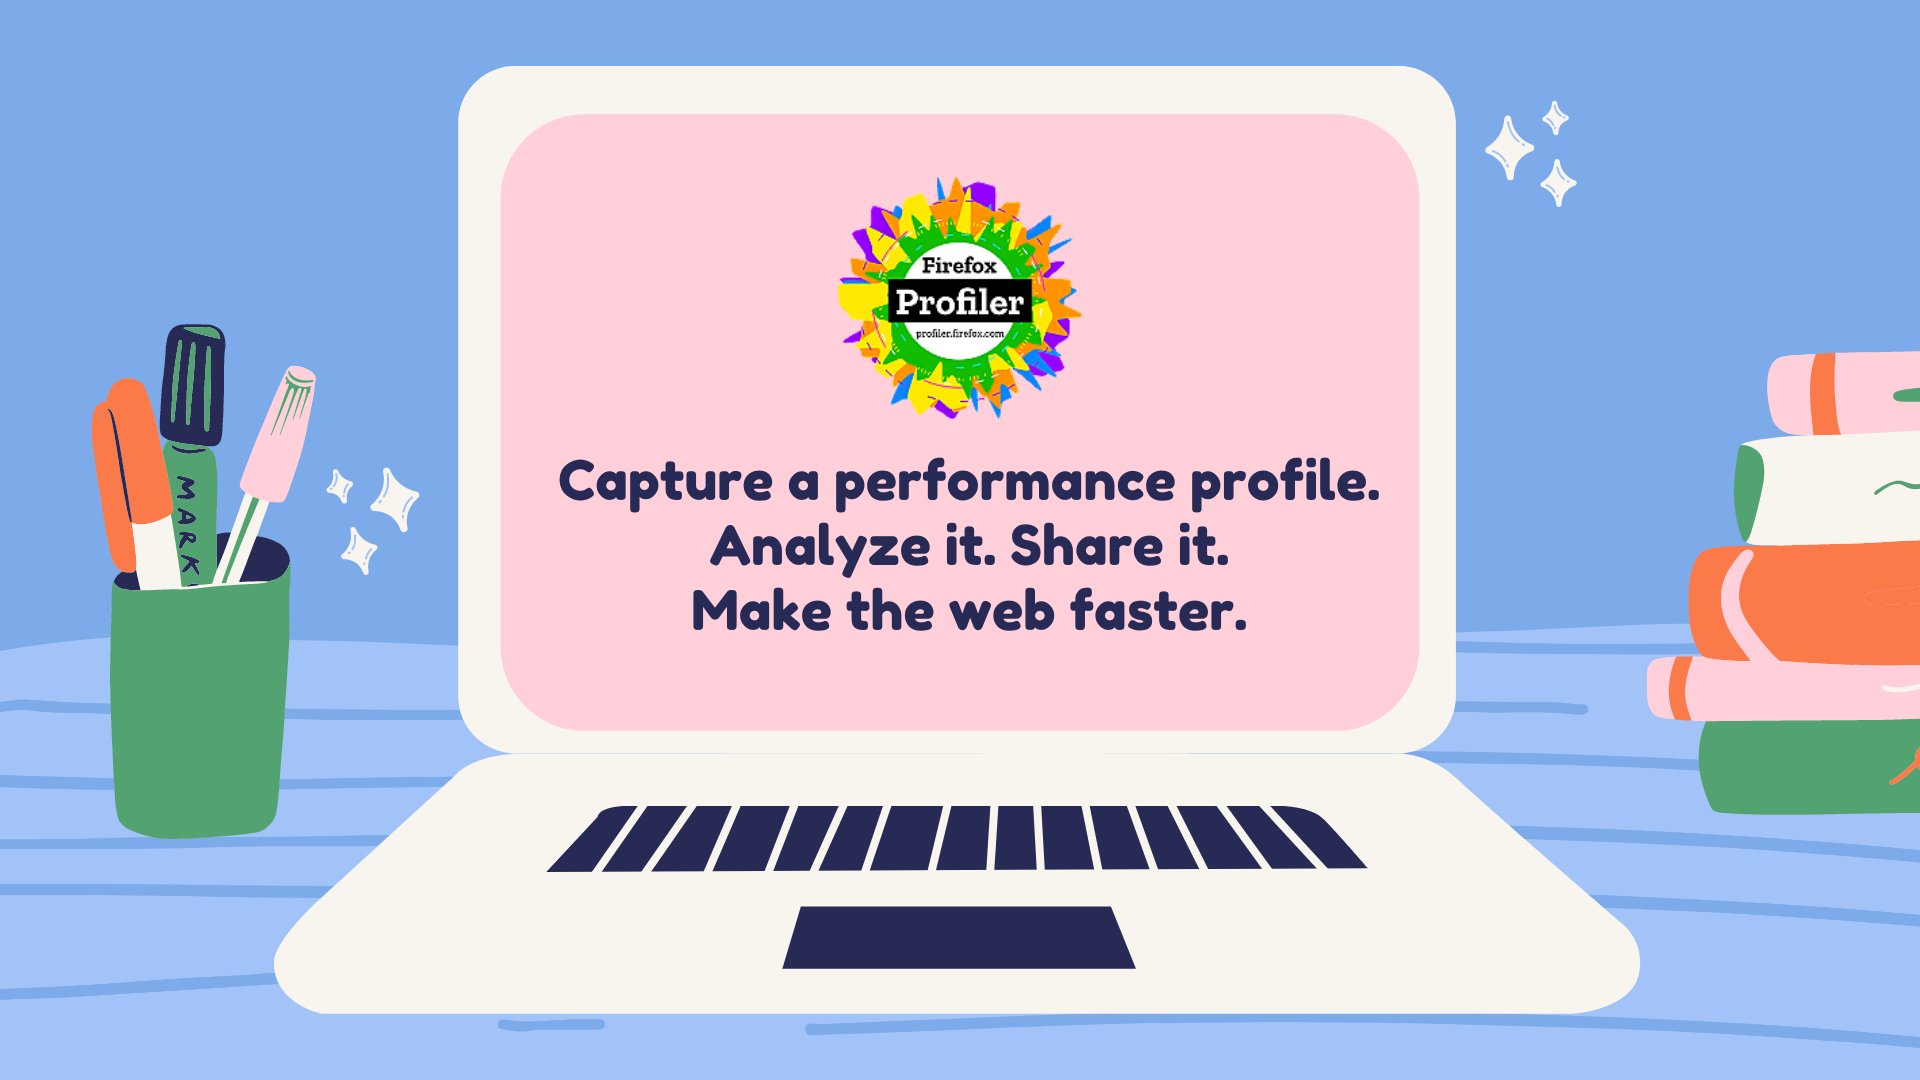 Firefox
Profiler
profiler.firefox.com
Capture a performance profile.
Analyze it. Share it.
Make the web faster.
MARK